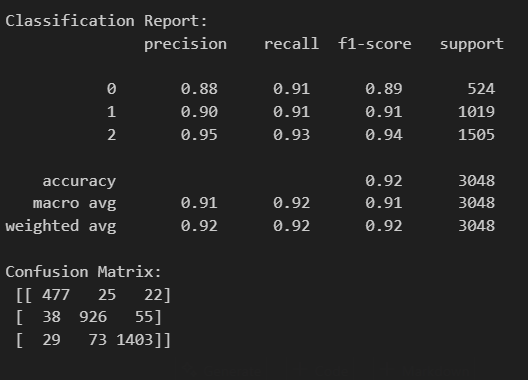 Classification Report:
precision recall f1-score support
0 0.88 0.91 0.89 524
1 0.90 0.91 0.91 1019
2 0.95 0.93 0.94 1505
accuracy 0.92 3048
macro avg 0.91 0.92 0.91 3048
weighted avg 0.92 0.92 0.92 3048
Confusion Matrix:
[[ 477 25 22]
[ 38 926 55]
[ 29 73 1403]]